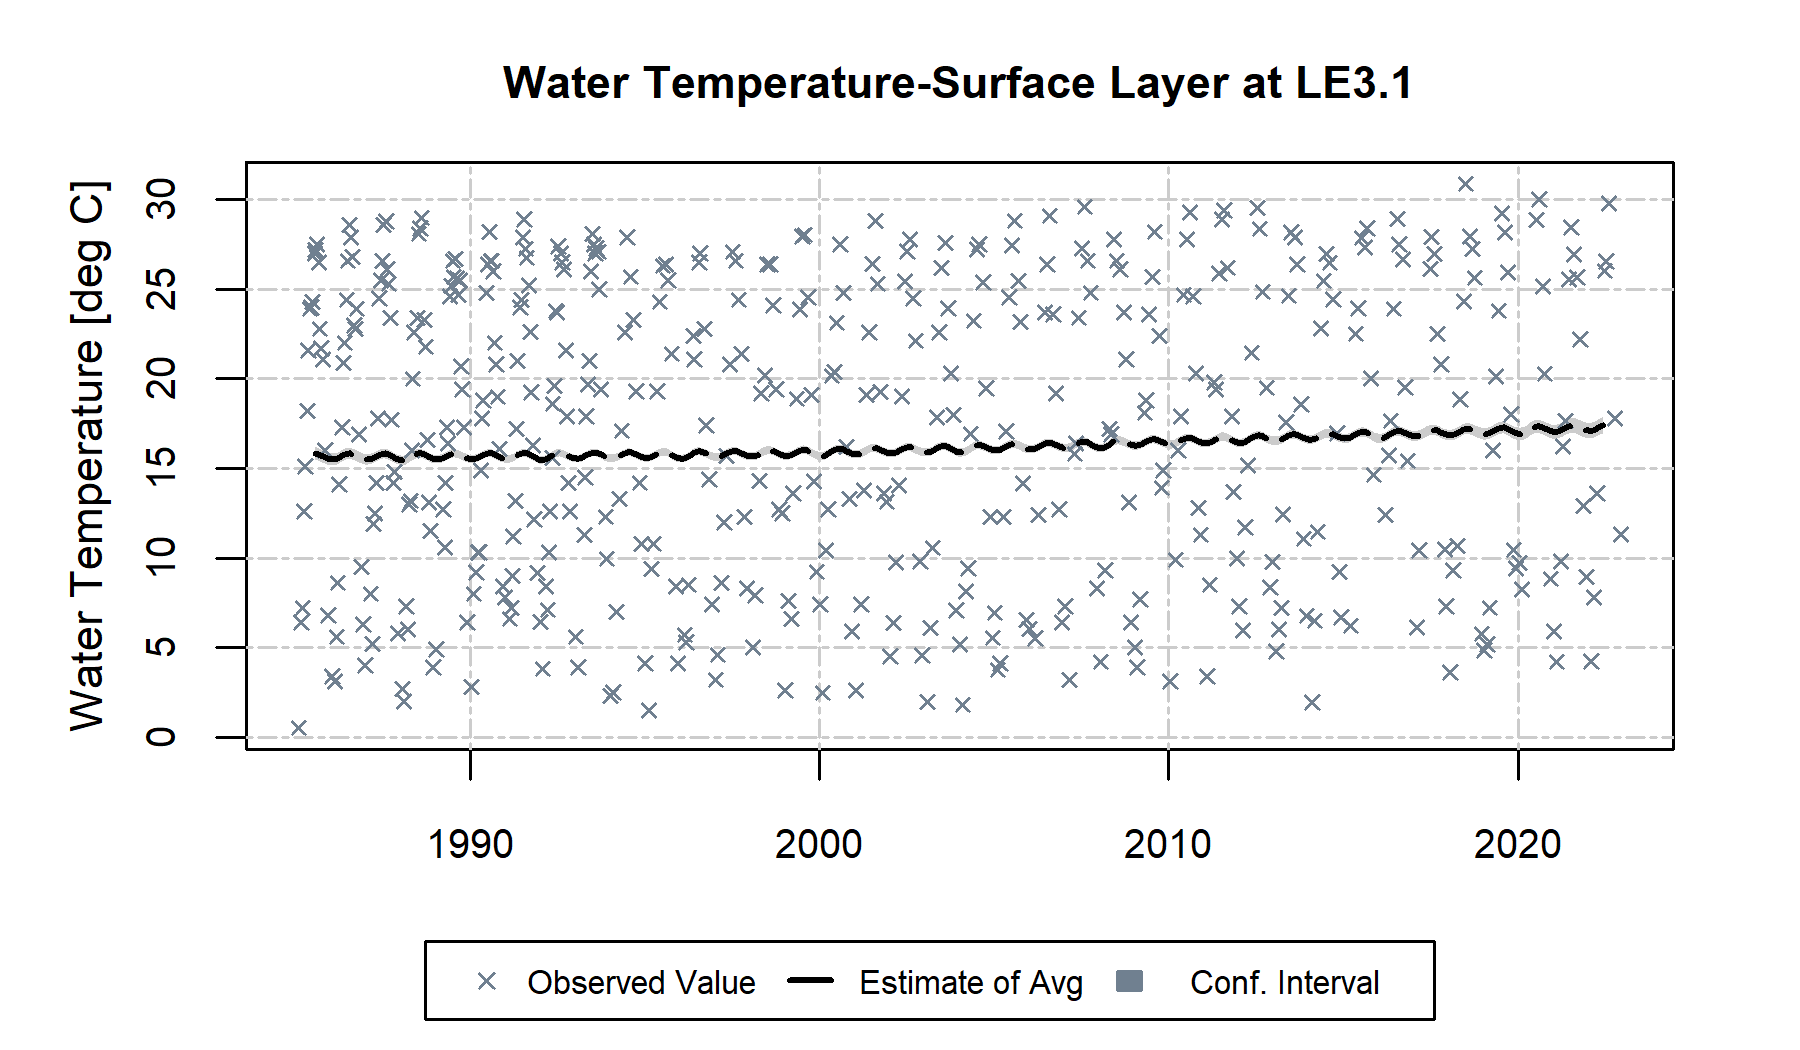 Water Temperature-Surface Layer at LE3.1
Water Temperature [deg C]
30
25
20
15
10
5
0
1990 2000 2010 2020
Observed Value Estimate of Avg Conf. Interval